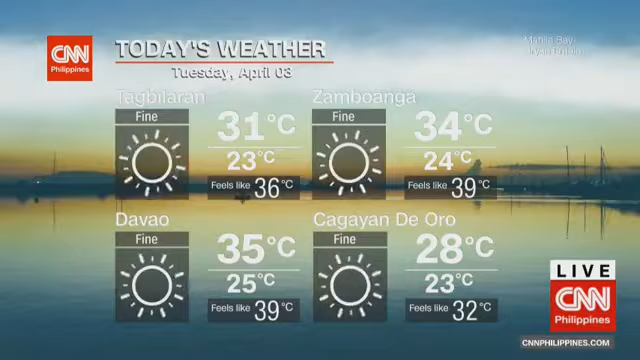 CNN
Philippines
TODAY'S WEATHER
Tuesday, April 03
Manila Bay,
Tagbilaran
Fine
31°C
23°C
Feels like 36°C
Zamboanga
Fine
34°C
24°C
Feels like 39°C
Davao
Fine
35°C
25°C
Feels like 39°C
Cagayan De Oro
Fine
28°C
23°C
Feels like 32°C
LIVE
CNN
Philippines
CNNPHILIPPINES.COM